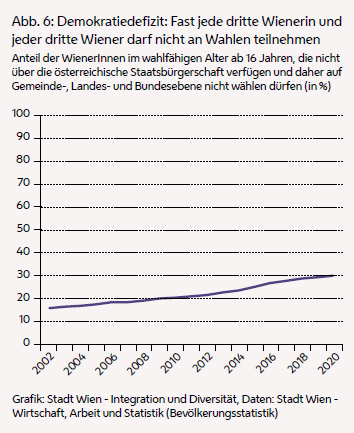 Abb. 6: Demokratiedefizit: Fast jede dritte Wienerin und
jeder dritte Wiener darf nicht an Wahlen teilnehmen
Anteil der WienerInnen im wahlfähigen Alter ab 16 Jahren, die nicht
über die österreichische Staatsbürgerschaft verfügen und daher auf
Gemeinde-, Landes- und Bundesebene nicht wählen dürfen (in %)
100
90
80
70
60
50
40
30
20
10
0
2002 2004 2006 2008 2010 2012 2014 2016 2018 2020
Grafik: Stadt Wien - Integration und Diversität, Daten: Stadt Wien -
Wirtschaft, Arbeit und Statistik (Bevölkerungsstatistik)